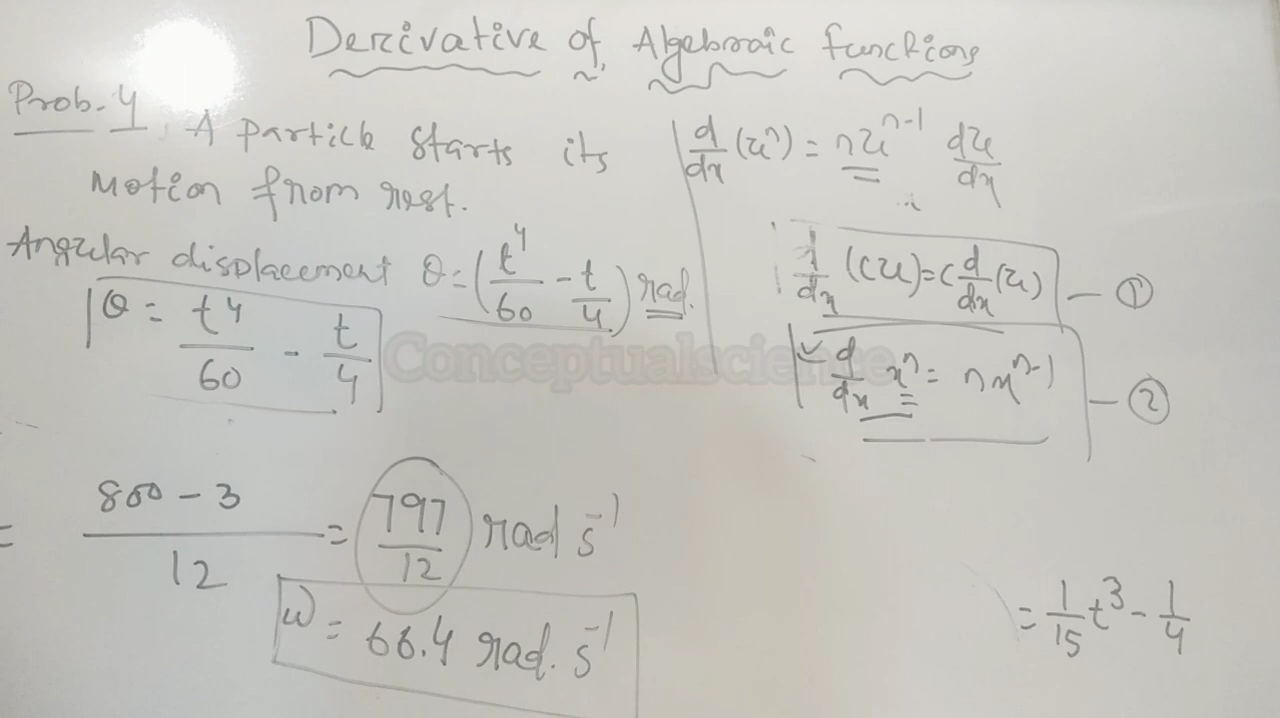 Derivative of Algebraic functions
Prob. 4. A particle starts its
motion from rest.
Angular displacement θ = (t⁴/60 - t/4) rad.
θ = t⁴/60 - t/4
d/dx (uⁿ) = nuⁿ⁻¹ du/dx
d/dx (cu) = c d/dx (u) — ①
d/dx xⁿ = nxⁿ⁻¹ — ②
Conceptualscience
= 800 - 3 / 12 = 797/12 rad s⁻¹
ω = 66.4 rad. s⁻¹
= 1/15 t³ - 1/4